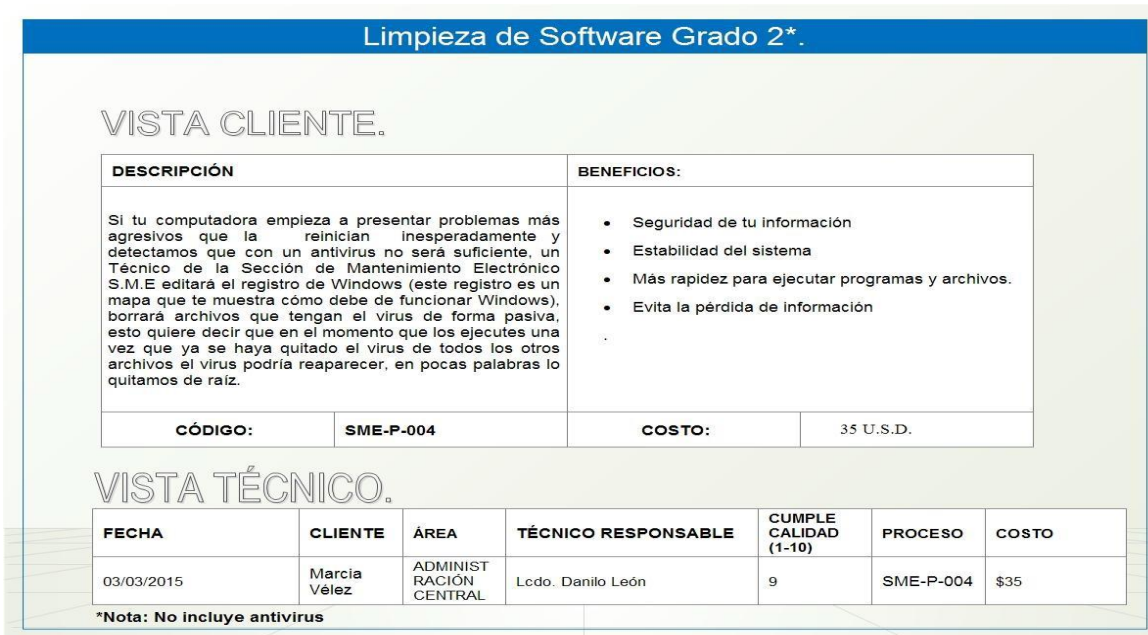 Limpieza de Software Grado 2*.
VISTA CLIENTE.
DESCRIPCIÓN
BENEFICIOS:
Si tu computadora empieza a presentar problemas más
agresivos que la reinician inesperadamente y
detectamos que con un antivirus no será suficiente, un
Técnico de la Sección de Mantenimiento Electrónico
S.M.E editará el registro de Windows (este registro es un
mapa que te muestra cómo debe de funcionar Windows),
borrará archivos que tengan el virus de forma pasiva,
esto quiere decir que en el momento que los ejecutes una
vez que ya se haya quitado el virus de todos los otros
archivos el virus podría reaparecer, en pocas palabras lo
quitamos de raíz.
• Seguridad de tu información
• Estabilidad del sistema
• Más rapidez para ejecutar programas y archivos.
• Evita la pérdida de información
.
CÓDIGO: SME-P-004 COSTO: 35 U.S.D.
VISTA TÉCNICO.
FECHA
CLIENTE
ÁREA
TÉCNICO RESPONSABLE
CUMPLE
CALIDAD
(1-10)
PROCESO
COSTO
03/03/2015
Marcia
Vélez
ADMINIST
RACIÓN
CENTRAL
Lcdo. Danilo León
9
SME-P-004
$35
*Nota: No incluye antivirus